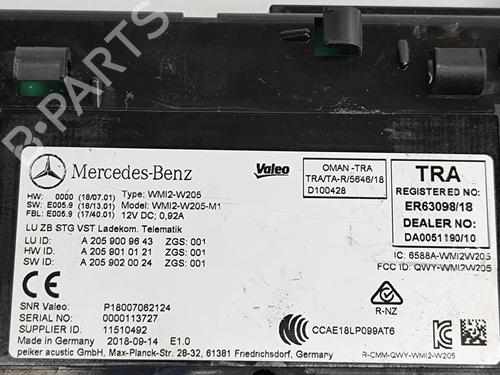 R-PARTS
Mercedes-Benz
Valeo
OMAN -TRA
TRA/TA-R/5646/18
D100428
TRA
REGISTERED NO:
ER63098/18
DEALER NO:
DA0051190/10
HW: 0000 (18/07.01)
SW: E005.9 (18/13.01)
FBL: E005.9 (17/40.01)
Type: WMI2-W205
Model: WMI2-W205-M1
12V DC; 0,92A
LU ZB STG VST Ladekom. Telematik
LU ID: A 205 900 96 43 ZGS: 001
HW ID: A 205 901 01 21 ZGS: 001
SW ID: A 205 902 00 24 ZGS: 001
IC: 6588A-WMI2W205
FCC ID: QWY-WMI2W205
CE
R-NZ
SNR Valeo: P18007062124
SERIAL NO: 0000113727
SUPPLIER ID: 11510492
Made in Germany 2018-09-14 E1.0
peiker acustic GmbH, Max-Planck-Str. 28-32, 61381 Friedrichsdorf, Germany
CCAE18LP099AT6
R-CMM-QWY-WMI2-W205